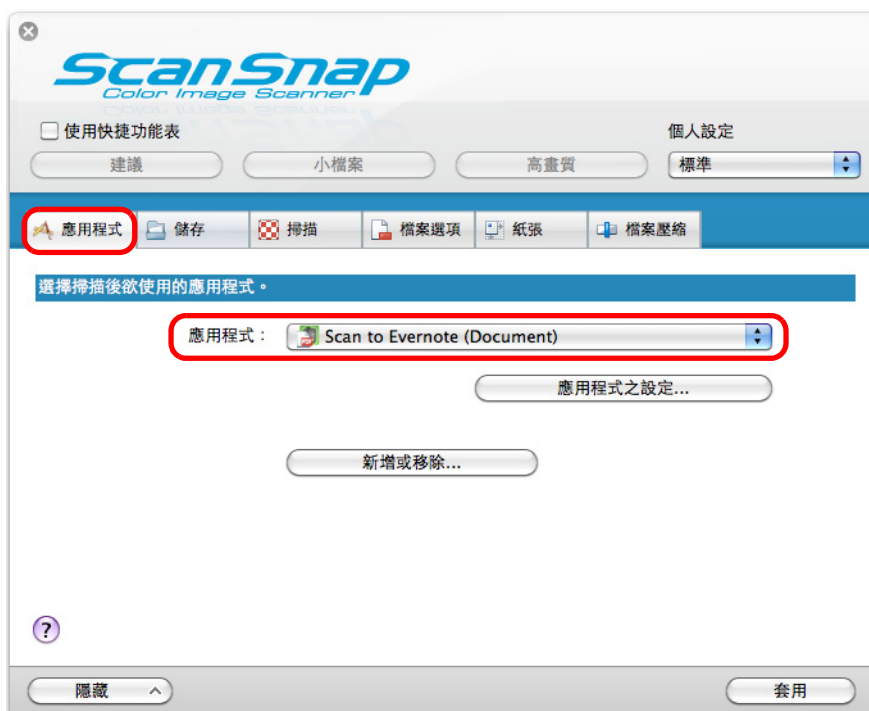 ScanSnap
Color Image Scanner
使用快捷功能表
個人設定
建議 小檔案 高畫質 標準
應用程式 儲存 掃描 檔案選項 紙張 檔案壓縮
選擇掃描後欲使用的應用程式。
應用程式： Scan to Evernote (Document)
應用程式之設定...
新增或移除...
?
隱藏 套用